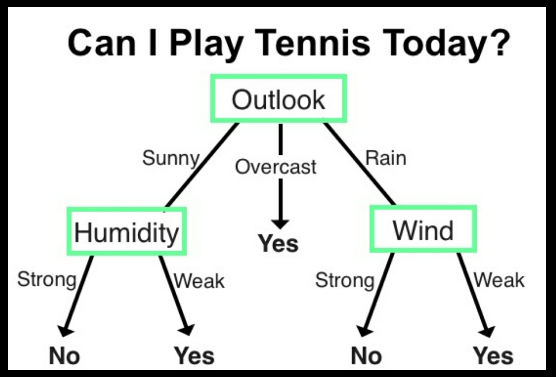 Can I Play Tennis Today?
Outlook
Sunny
Overcast
Rain
Humidity
Yes
Wind
Strong
Weak
Strong
Weak
No
Yes
No
Yes